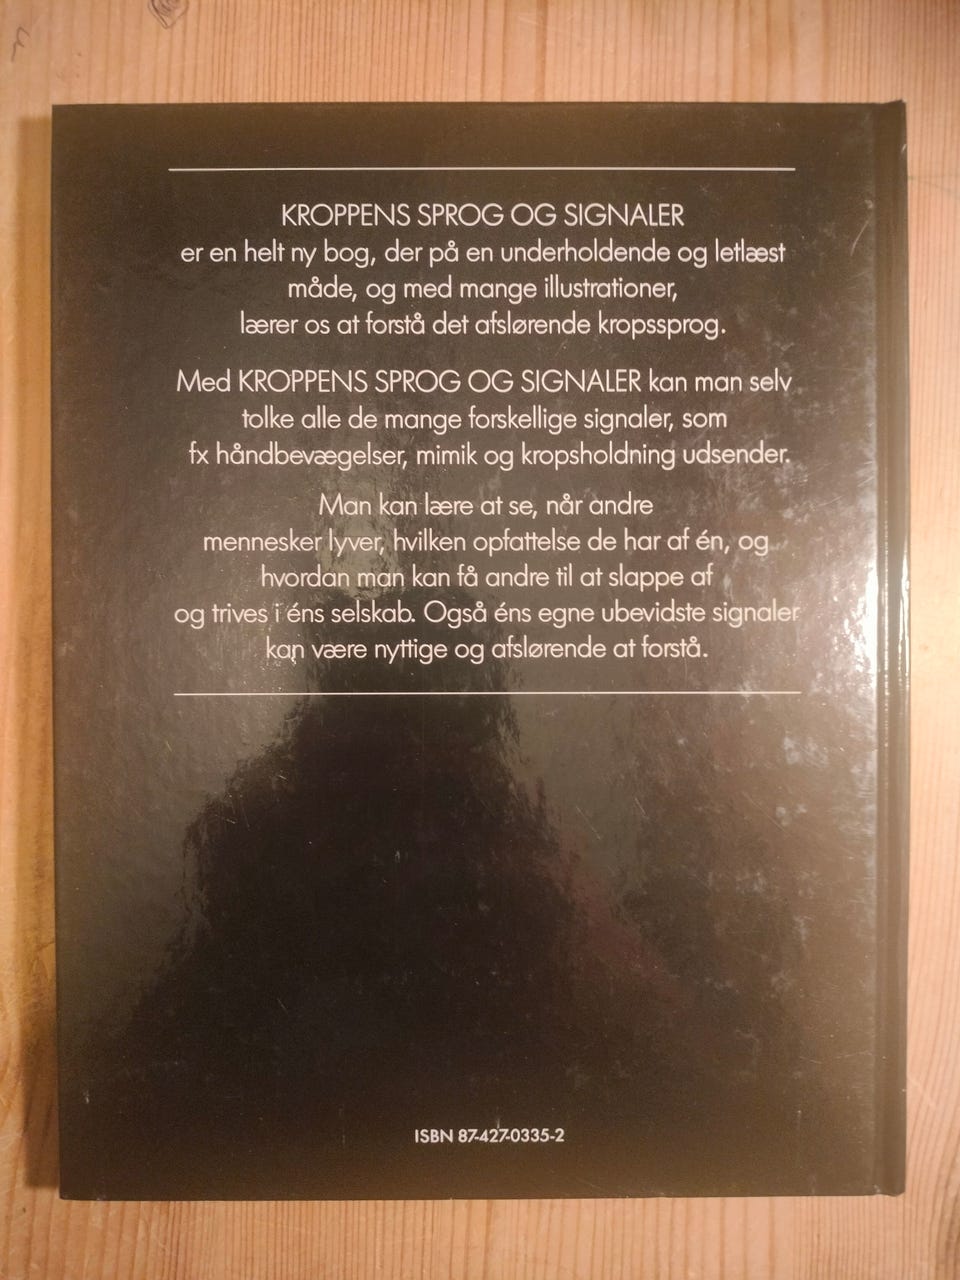 KROPPENS SPROG OG SIGNALER
er en helt ny bog, der på en underholdende og letlæst
måde, og med mange illustrationer,
lærer os at forstå det afslørende kropssprog.
Med KROPPENS SPROG OG SIGNALER kan man selv
tolke alle de mange forskellige signaler, som
fx håndbevægelser, mimik og kropsholdning udsender.
Man kan lære at se, når andre
mennesker lyver, hvilken opfattelse de har af én, og
hvordan man kan få andre til at slappe af
og trives i éns selskab. Også éns egne ubevidste signaler
kan være nyttige og afslørende at forstå.
ISBN 87-427-0335-2